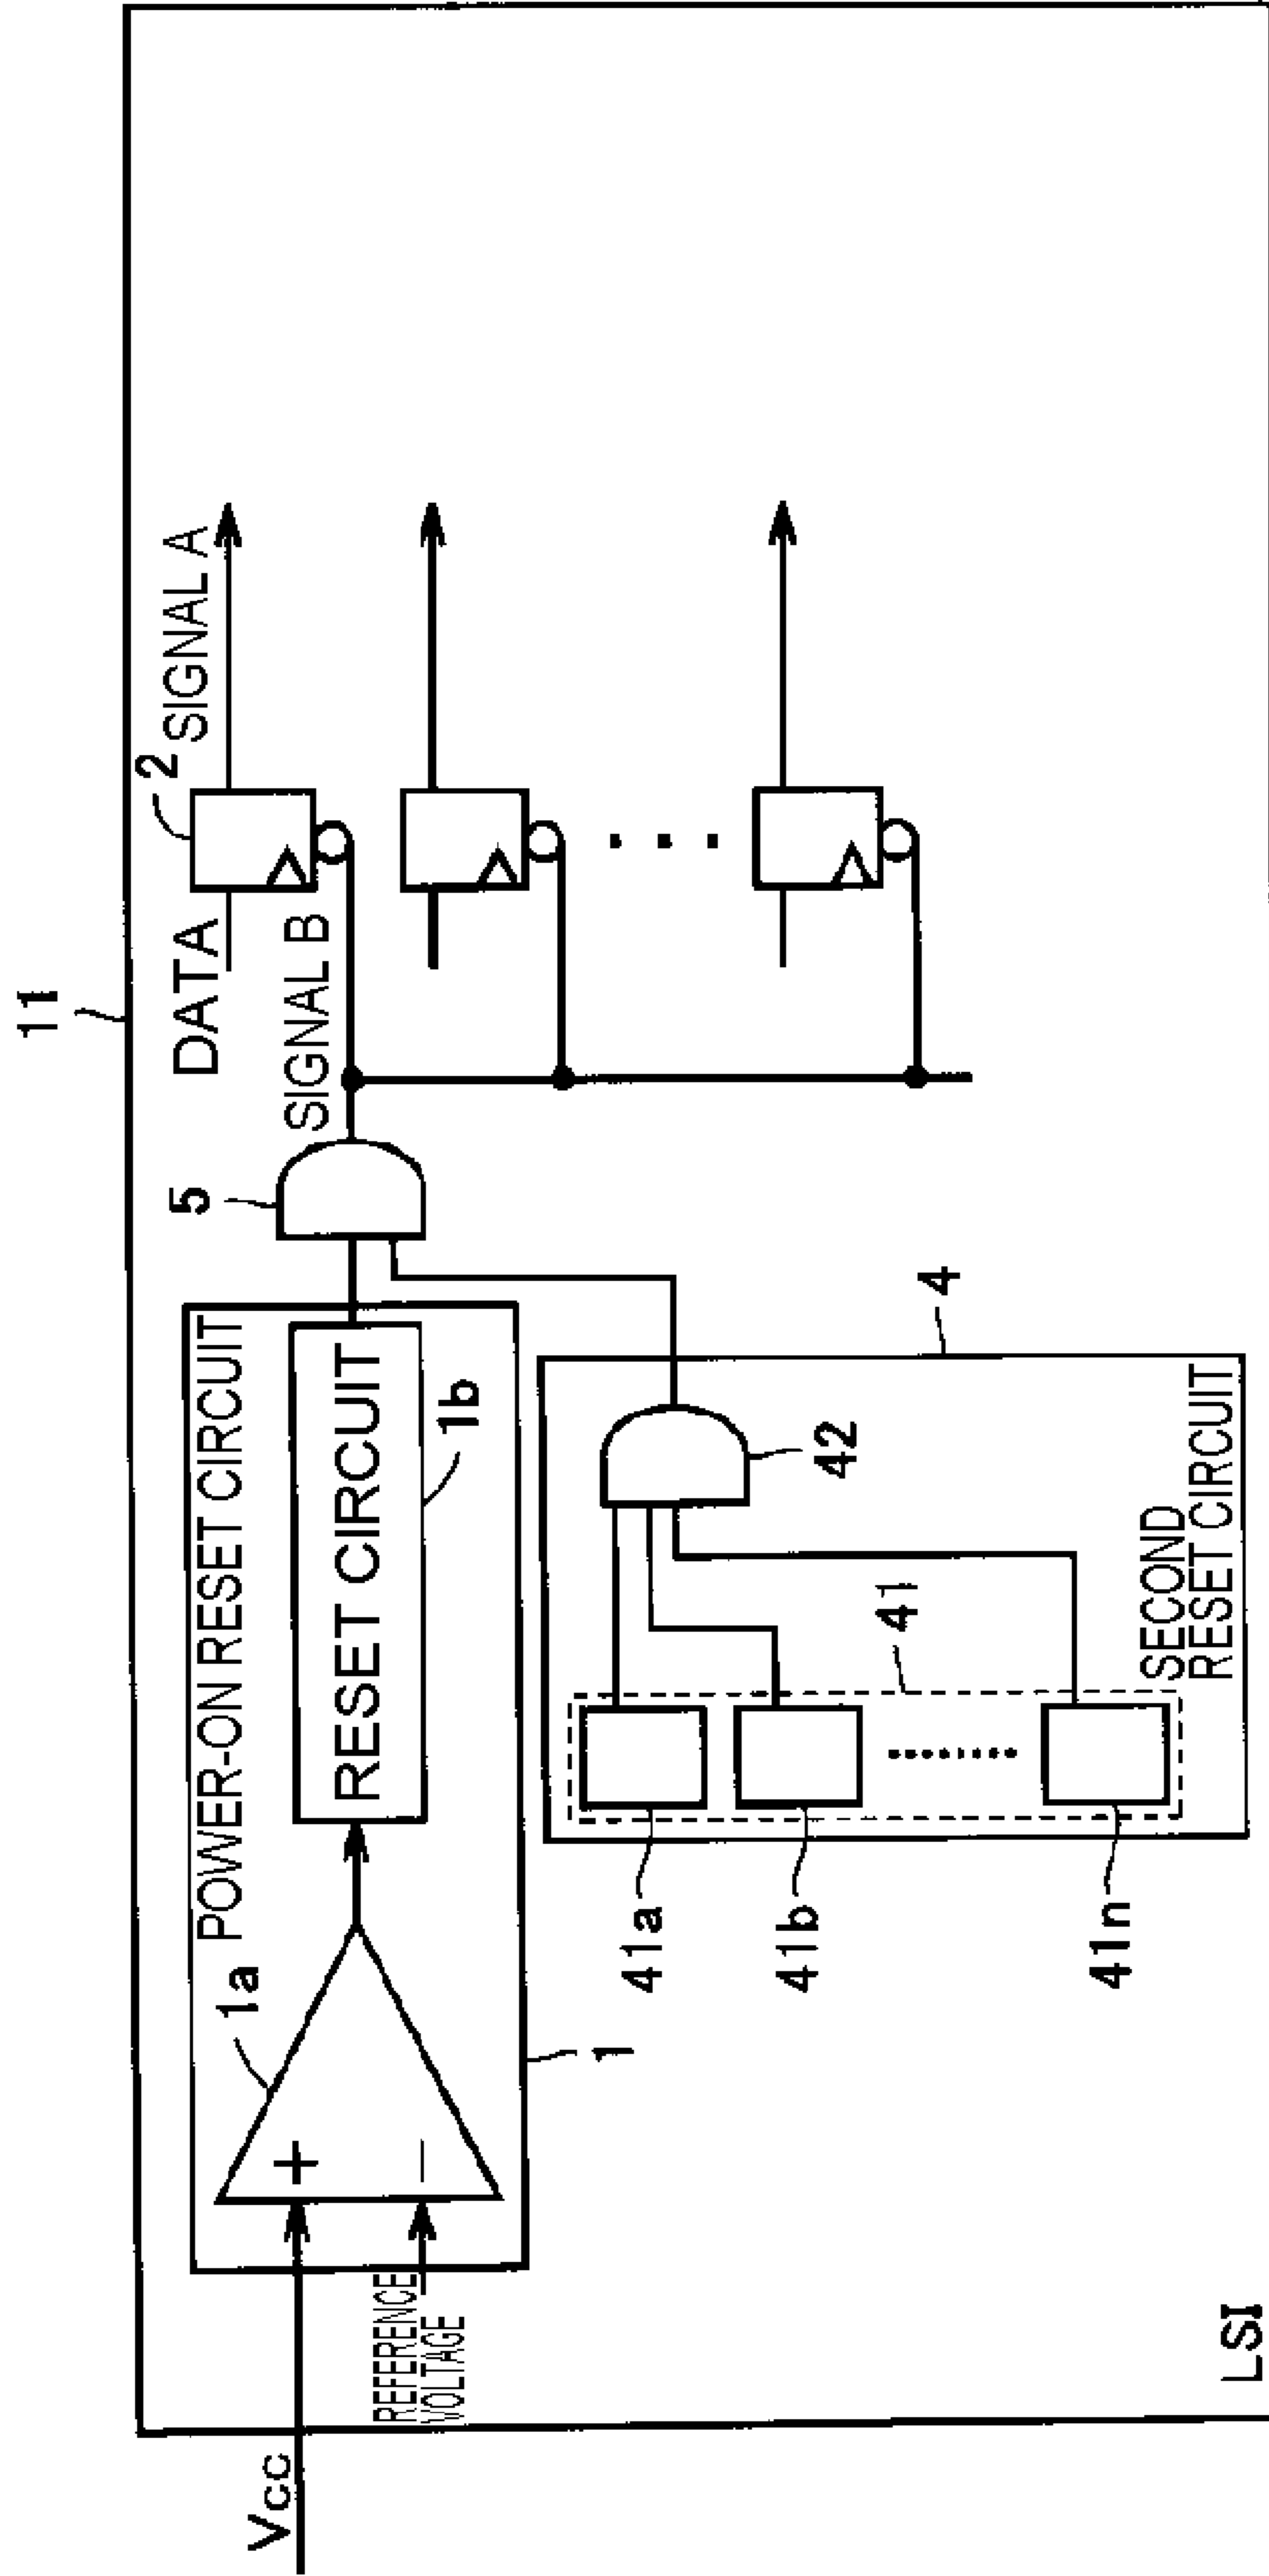 11
Vcc
REFERENCE
VOLTAGE
POWER-ON RESET CIRCUIT
1a
+
−
RESET CIRCUIT
1b
1
5
DATA
SIGNAL B
2
SIGNAL A
4
42
41
41a
41b
41n
SECOND
RESET CIRCUIT
LSI